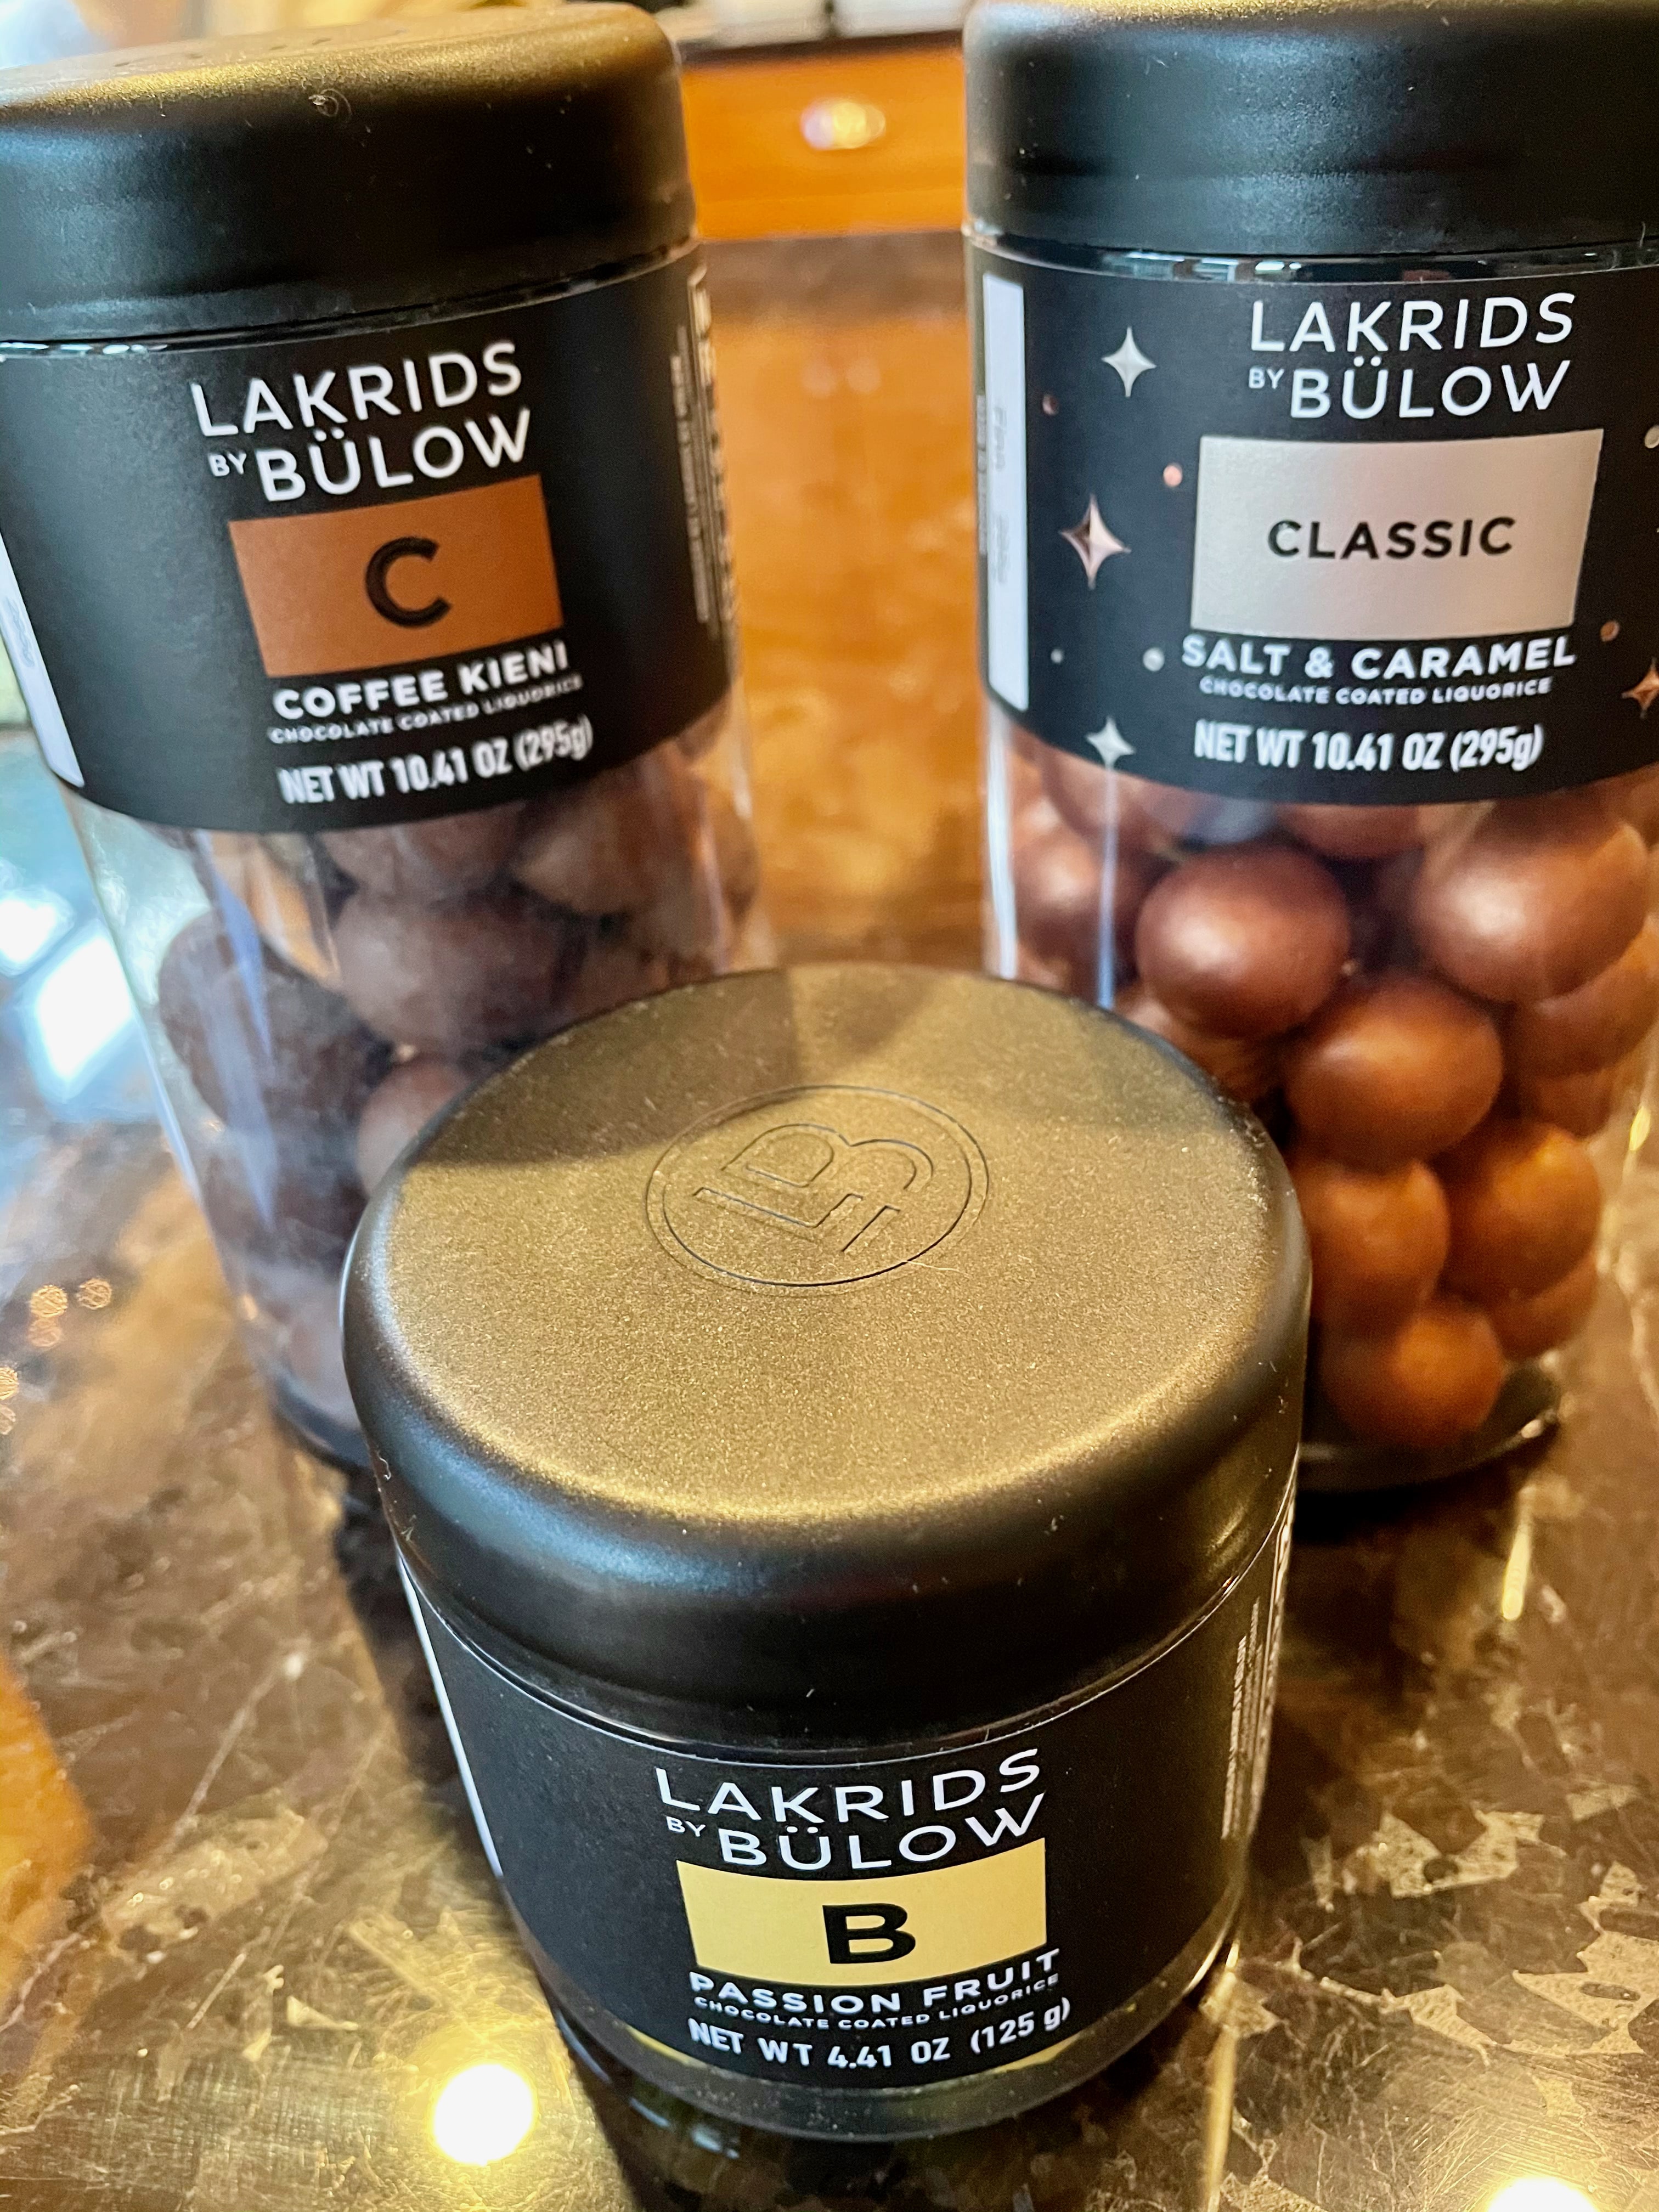 LAKRIDS
BY BÜLOW
C
COFFEE KIENI
CHOCOLATE COATED LIQUORICE
NET WT 10.41 OZ (295g)
LAKRIDS
BY BÜLOW
CLASSIC
SALT & CARAMEL
CHOCOLATE COATED LIQUORICE
NET WT 10.41 OZ (295g)
LB
LAKRIDS
BY BÜLOW
B
PASSION FRUIT
CHOCOLATE COATED LIQUORICE
NET WT 4.41 OZ (125 g)